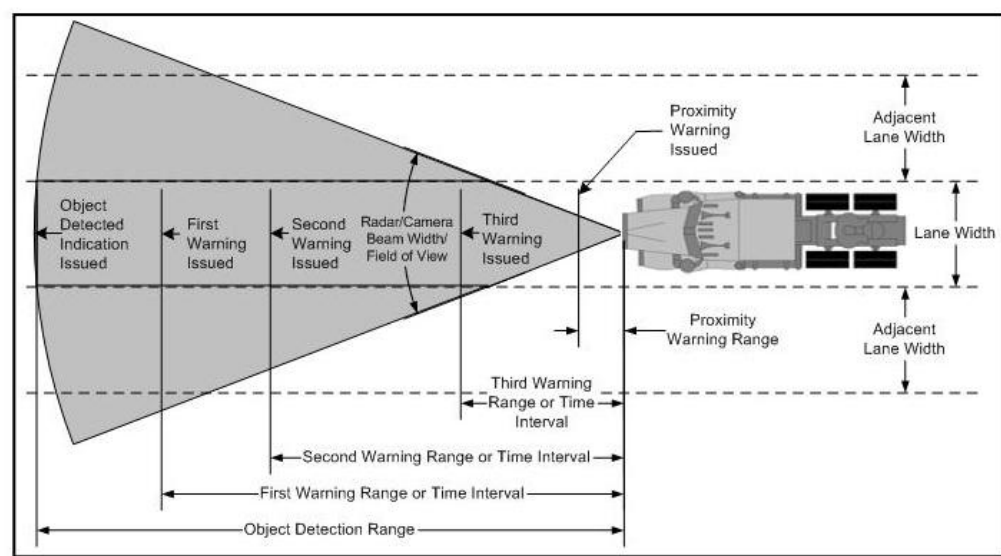 Proximity
Warning
Issued
Adjacent
Lane Width
Object
Detected
Indication
Issued
First
Warning
Issued
Second
Warning
Issued
Radar/Camera
Beam Width/
Field of View
Third
Warning
Issued
Lane Width
Proximity
Warning Range
Adjacent
Lane Width
Third Warning
Range or Time
Interval
Second Warning Range or Time Interval
First Warning Range or Time Interval
Object Detection Range